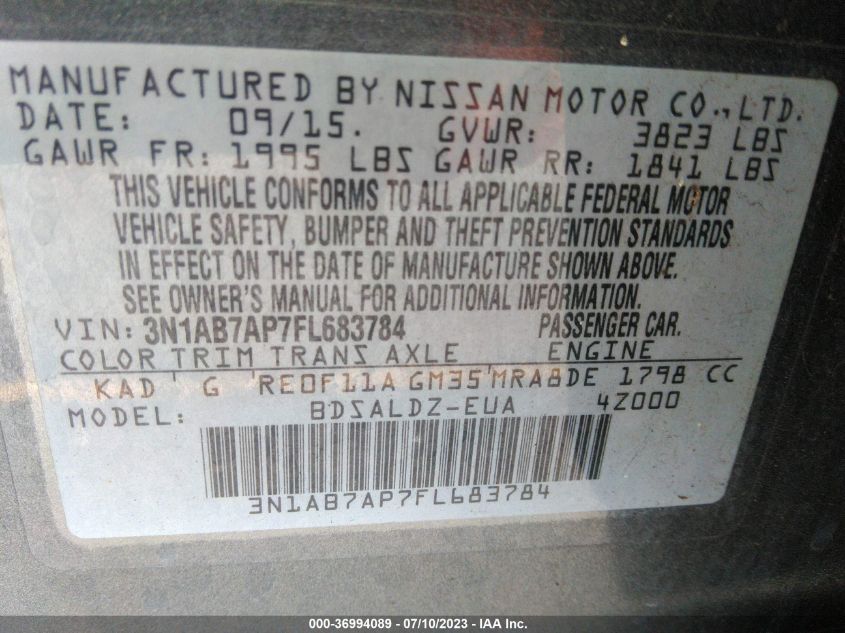 MANUFACTURED BY NISSAN MOTOR CO., LTD.
DATE: 09/15. GVWR: 3823 LBS
GAWR FR: 1995 LBS GAWR RR: 1841 LBS
THIS VEHICLE CONFORMS TO ALL APPLICABLE FEDERAL MOTOR
VEHICLE SAFETY, BUMPER AND THEFT PREVENTION STANDARDS
IN EFFECT ON THE DATE OF MANUFACTURE SHOWN ABOVE.
SEE OWNER'S MANUAL FOR ADDITIONAL INFORMATION.
VIN: 3N1AB7AP7FL683784 PASSENGER CAR.
COLOR TRIM TRANS AXLE ENGINE
KAD ' G ' RE0F11A GM35 ' MRA8DE 1798 CC
MODEL: BDSALDZ-EUA 4Z000
3N1AB7AP7FL683784
000-36994089 - 07/10/2023 - IAA Inc.